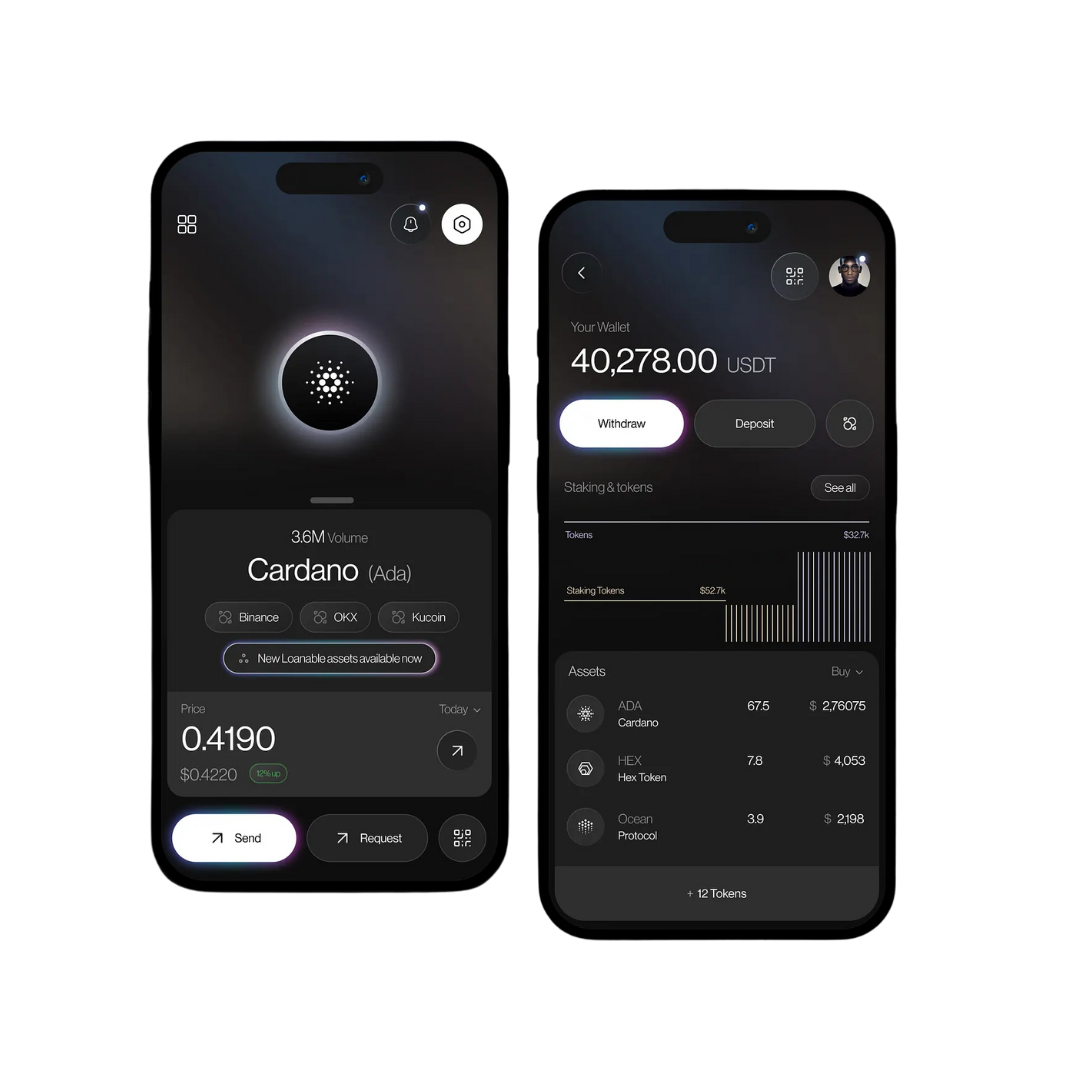 3.6M Volume
Cardano (Ada)
Binance OKX Kucoin
New Loanable assets available now
Price Today
0.4190
$0.4220 12% up
Send Request
Your Wallet
40,278.00 USDT
Withdraw Deposit
Staking & tokens See all
Tokens $32.7k
Staking Tokens $52.7k
Assets Buy
ADA 67.5 $ 2,76075
Cardano
HEX 7.8 $ 4,053
Hex Token
Ocean 3.9 $ 2,198
Protocol
+ 12 Tokens